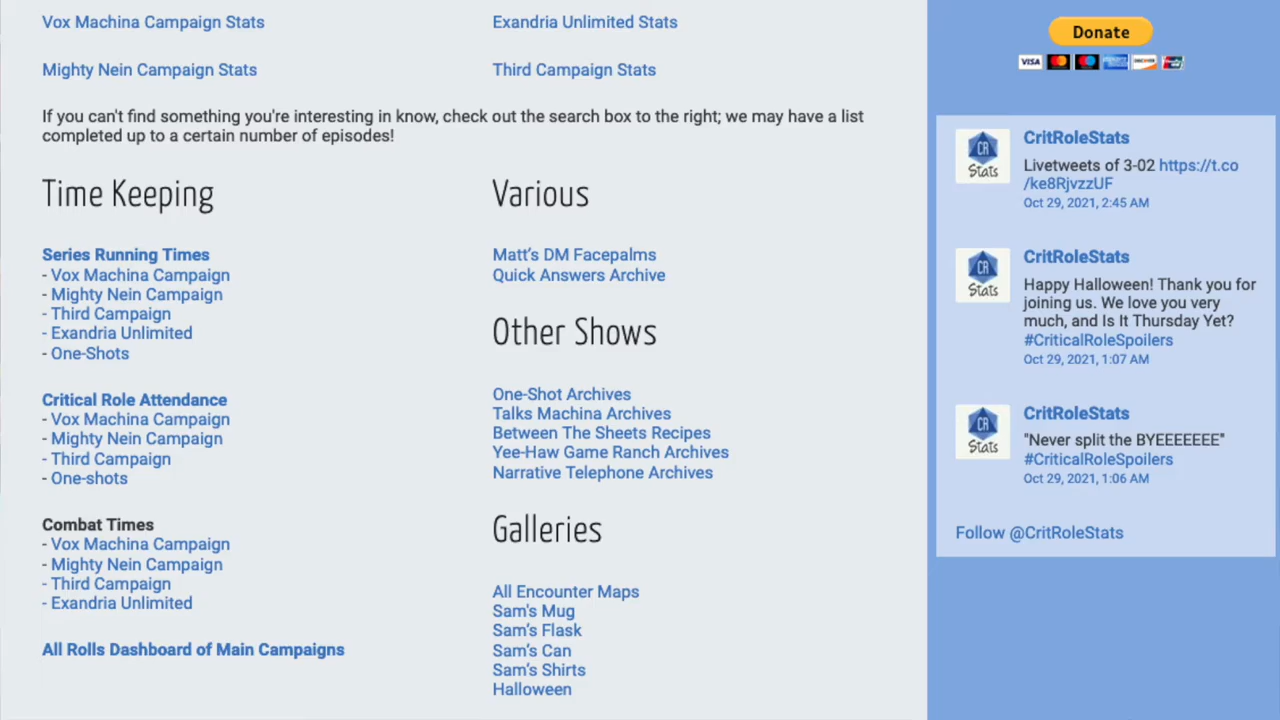 Vox Machina Campaign Stats
Exandria Unlimited Stats
Mighty Nein Campaign Stats
Third Campaign Stats
If you can't find something you're interesting in know, check out the search box to the right; we may have a list
completed up to a certain number of episodes!
Time Keeping
Series Running Times
- Vox Machina Campaign
- Mighty Nein Campaign
- Third Campaign
- Exandria Unlimited
- One-Shots
Critical Role Attendance
- Vox Machina Campaign
- Mighty Nein Campaign
- Third Campaign
- One-shots
Combat Times
- Vox Machina Campaign
- Mighty Nein Campaign
- Third Campaign
- Exandria Unlimited
All Rolls Dashboard of Main Campaigns
Various
Matt's DM Facepalms
Quick Answers Archive
Other Shows
One-Shot Archives
Talks Machina Archives
Between The Sheets Recipes
Yee-Haw Game Ranch Archives
Narrative Telephone Archives
Galleries
All Encounter Maps
Sam's Mug
Sam's Flask
Sam's Can
Sam's Shirts
Halloween
Donate
VISA
DISCOVER
CR
Stats
CritRoleStats
Livetweets of 3-02 https://t.co
/ke8RjvzzUF
Oct 29, 2021, 2:45 AM
CR
Stats
CritRoleStats
Happy Halloween! Thank you for
joining us. We love you very
much, and Is It Thursday Yet?
#CriticalRoleSpoilers
Oct 29, 2021, 1:07 AM
CR
Stats
CritRoleStats
"Never split the BYEEEEEEE"
#CriticalRoleSpoilers
Oct 29, 2021, 1:06 AM
Follow @CritRoleStats